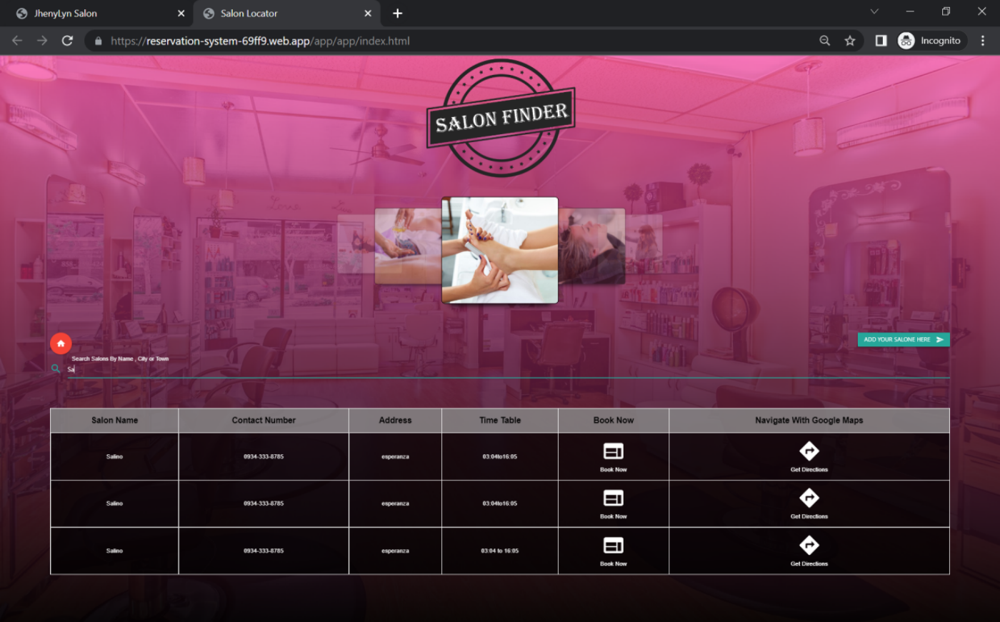 JhenyLyn Salon
Salon Locator
https://reservation-system-69ff9.web.app/app/app/index.html
Incognito
SALON FINDER
ADD YOUR SALONE HERE
Search Salons By Name , City or Town
Sa
Salon Name Contact Number Address Time Table Book Now Navigate With Google Maps
Salino 0934-333-8785 esperanza 03:04to16:05 Book Now Get Directions
Salino 0934-333-8785 esperanza 03:04to16:05 Book Now Get Directions
Salino 0934-333-8785 esperanza 03:04 to 16:05 Book Now Get Directions